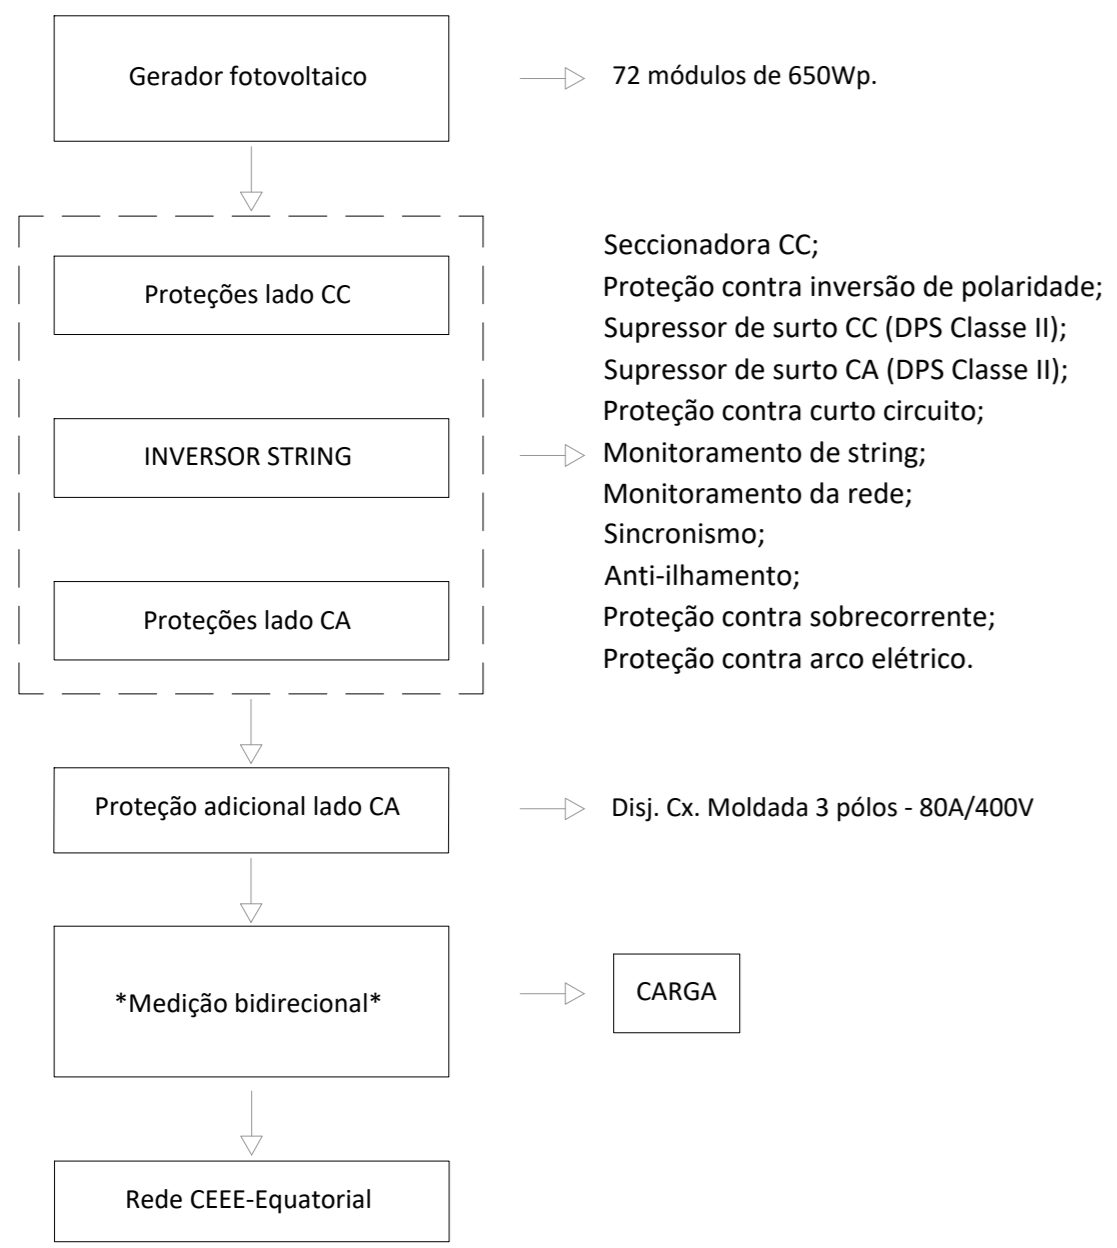 Gerador fotovoltaico
72 módulos de 650Wp.
Proteções lado CC
INVERSOR STRING
Proteções lado CA
Seccionadora CC;
Proteção contra inversão de polaridade;
Supressor de surto CC (DPS Classe II);
Supressor de surto CA (DPS Classe II);
Proteção contra curto circuito;
Monitoramento de string;
Monitoramento da rede;
Sincronismo;
Anti-ilhamento;
Proteção contra sobrecorrente;
Proteção contra arco elétrico.
Proteção adicional lado CA
Disj. Cx. Moldada 3 pólos - 80A/400V
*Medição bidirecional*
CARGA
Rede CEEE-Equatorial